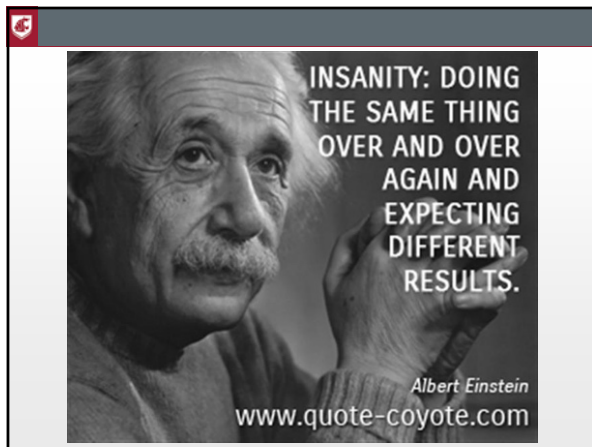 INSANITY: DOING
THE SAME THING
OVER AND OVER
AGAIN AND
EXPECTING
DIFFERENT
RESULTS.
Albert Einstein
www.quote-coyote.com